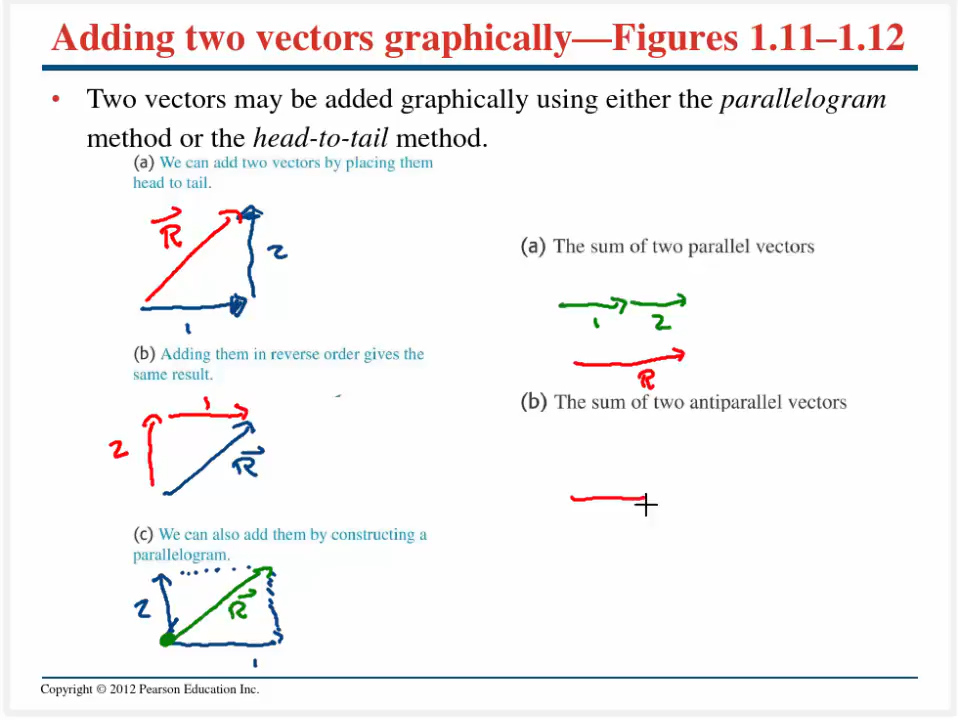 Adding two vectors graphically—Figures 1.11–1.12
• Two vectors may be added graphically using either the parallelogram
method or the head-to-tail method.
(a) We can add two vectors by placing them
head to tail.
R
2
1
(b) Adding them in reverse order gives the
same result.
1
2
R
(c) We can also add them by constructing a
parallelogram.
2
R
1
(a) The sum of two parallel vectors
1 2
R
(b) The sum of two antiparallel vectors
Copyright © 2012 Pearson Education Inc.